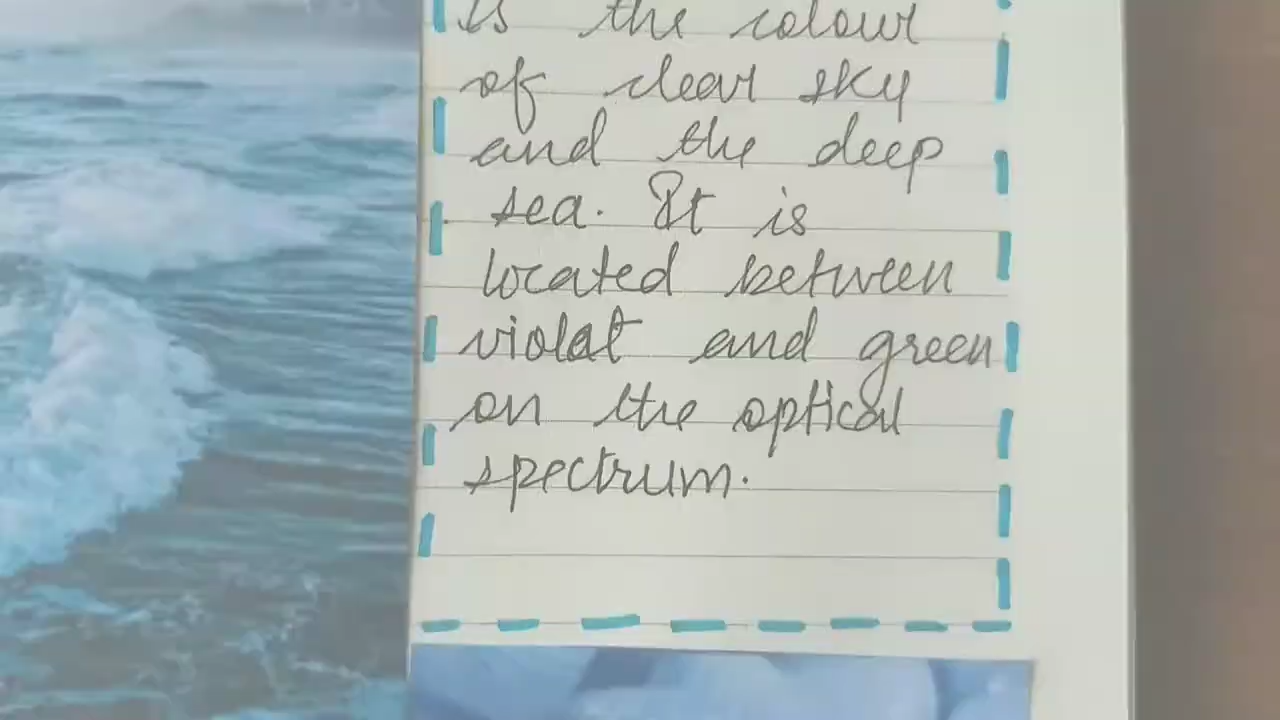 is the colour
of clear sky
and the deep
sea. It is
located between
violat and green
on the optical
spectrum.